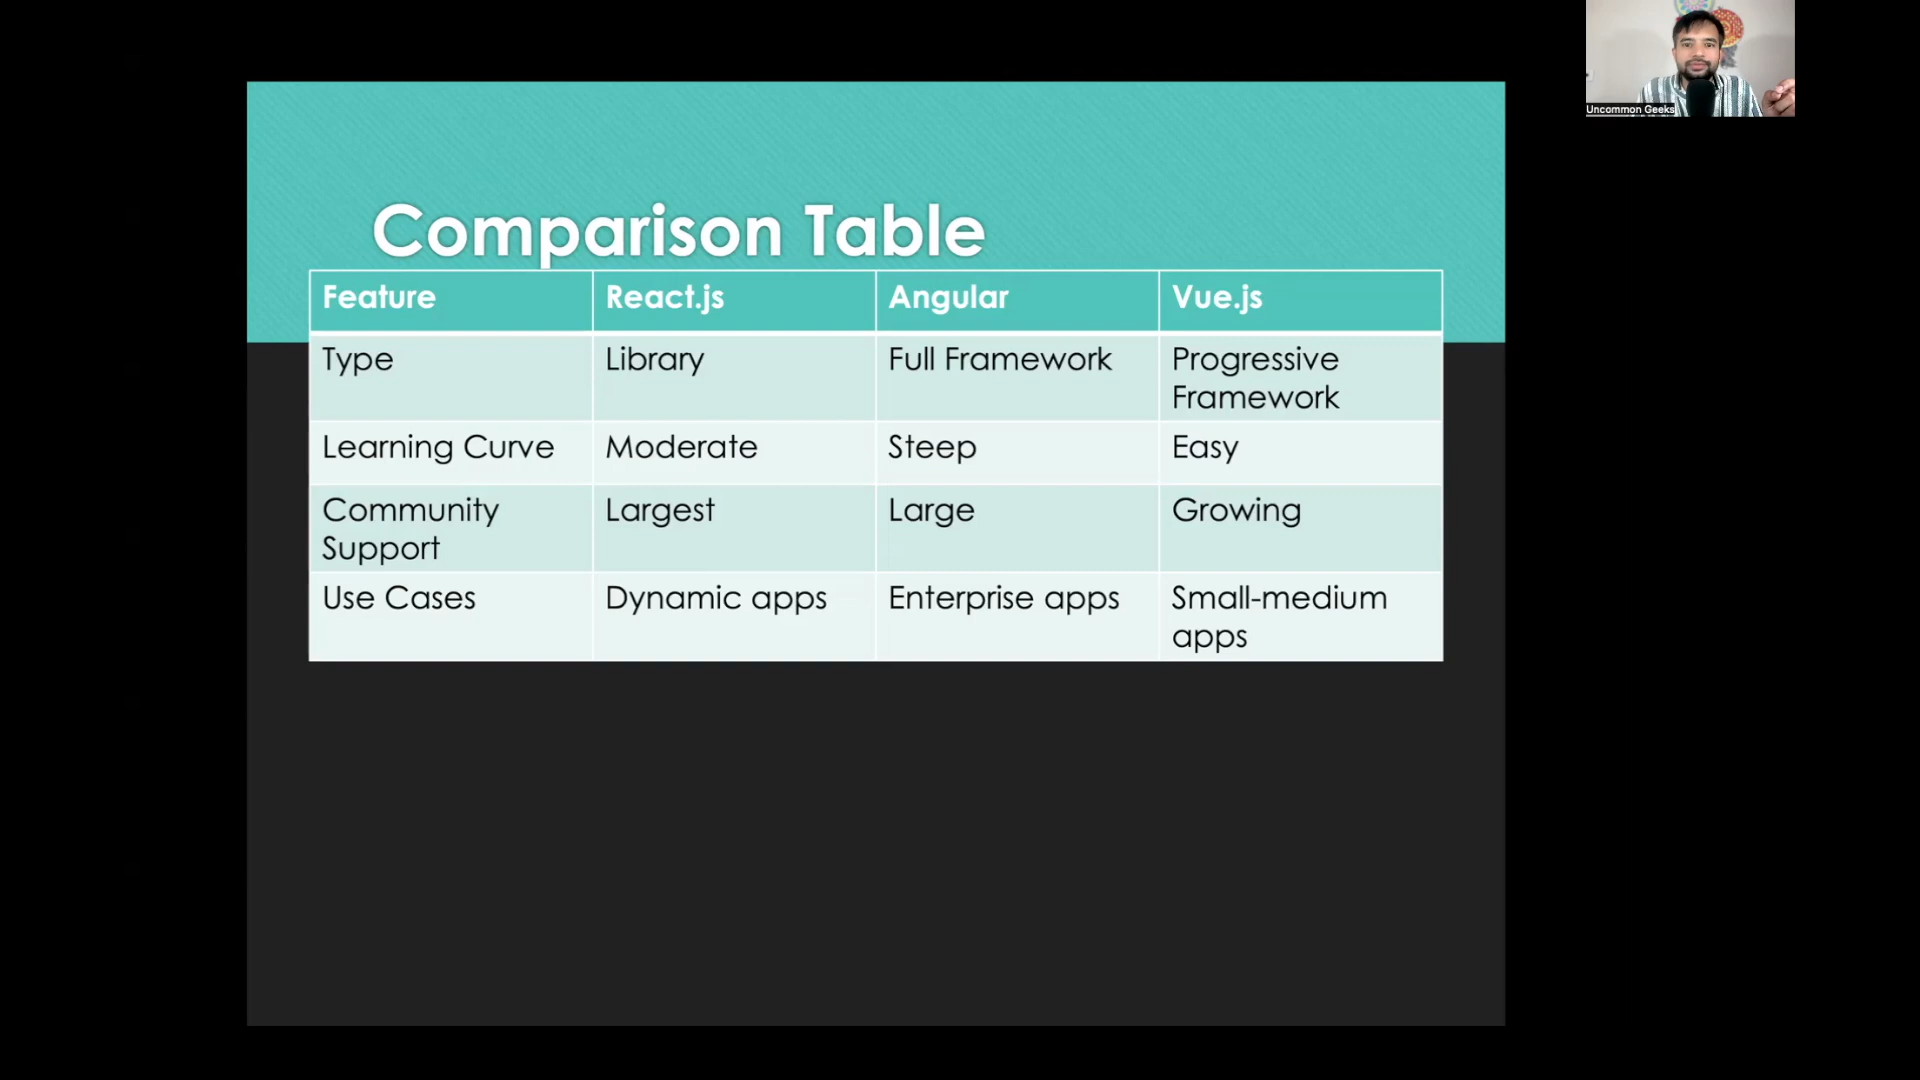 Uncommon Geeks
Comparison Table
Feature React.js Angular Vue.js
Type Library Full Framework Progressive
Framework
Learning Curve Moderate Steep Easy
Community Largest Large Growing
Support
Use Cases Dynamic apps Enterprise apps Small-medium
apps